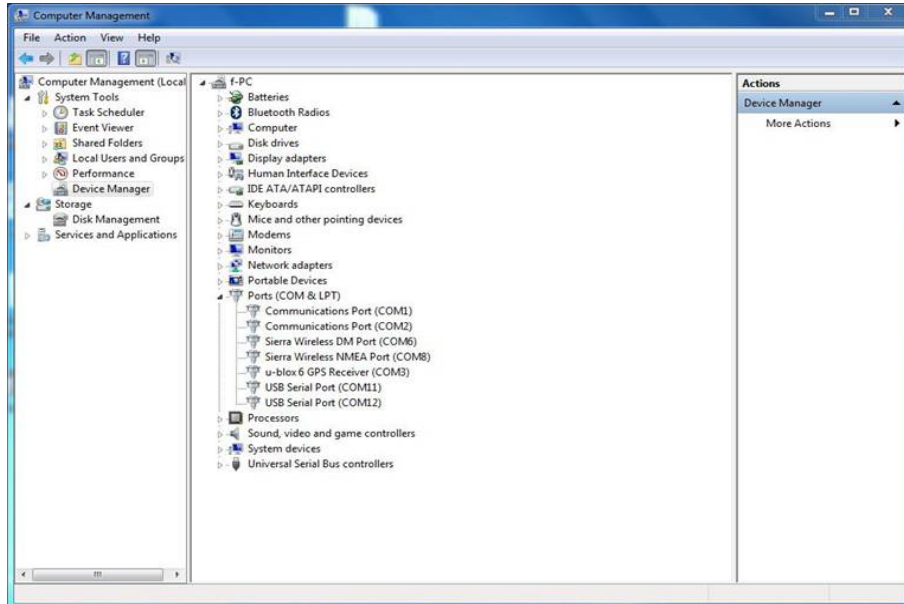 Computer Management
File Action View Help
Computer Management (Local
System Tools
Task Scheduler
Event Viewer
Shared Folders
Local Users and Groups
Performance
Device Manager
Storage
Disk Management
Services and Applications
f-PC
Batteries
Bluetooth Radios
Computer
Disk drives
Display adapters
Human Interface Devices
IDE ATA/ATAPI controllers
Keyboards
Mice and other pointing devices
Modems
Monitors
Network adapters
Portable Devices
Ports (COM & LPT)
Communications Port (COM1)
Communications Port (COM2)
Sierra Wireless DM Port (COM6)
Sierra Wireless NMEA Port (COM8)
u-blox 6 GPS Receiver (COM3)
USB Serial Port (COM11)
USB Serial Port (COM12)
Processors
Sound, video and game controllers
System devices
Universal Serial Bus controllers
Actions
Device Manager
More Actions